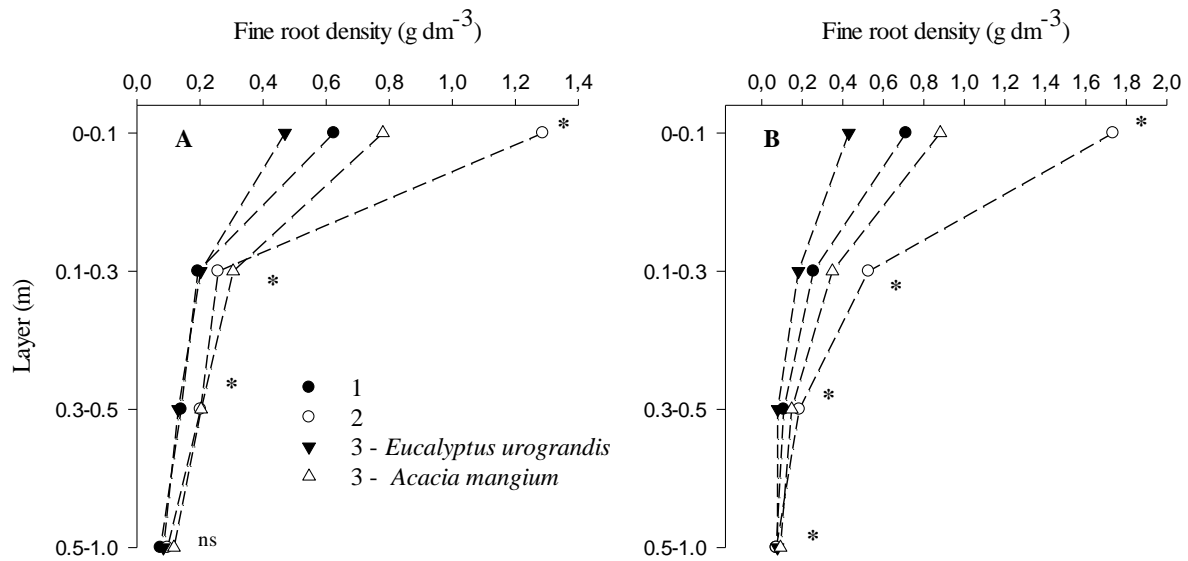 Fine root density (g dm-3)
0,0 0,2 0,4 0,6 0,8 1,0 1,2 1,4
Layer (m)
0-0.1
0.1-0.3
0.3-0.5
0.5-1.0
A
*
*
*
ns
1
2
3 - Eucalyptus urograndis
3 - Acacia mangium
Fine root density (g dm-3)
0,0 0,2 0,4 0,6 0,8 1,0 1,2 1,4 1,6 1,8 2,0
0-0.1
0.1-0.3
0.3-0.5
0.5-1.0
B
*
*
*
*